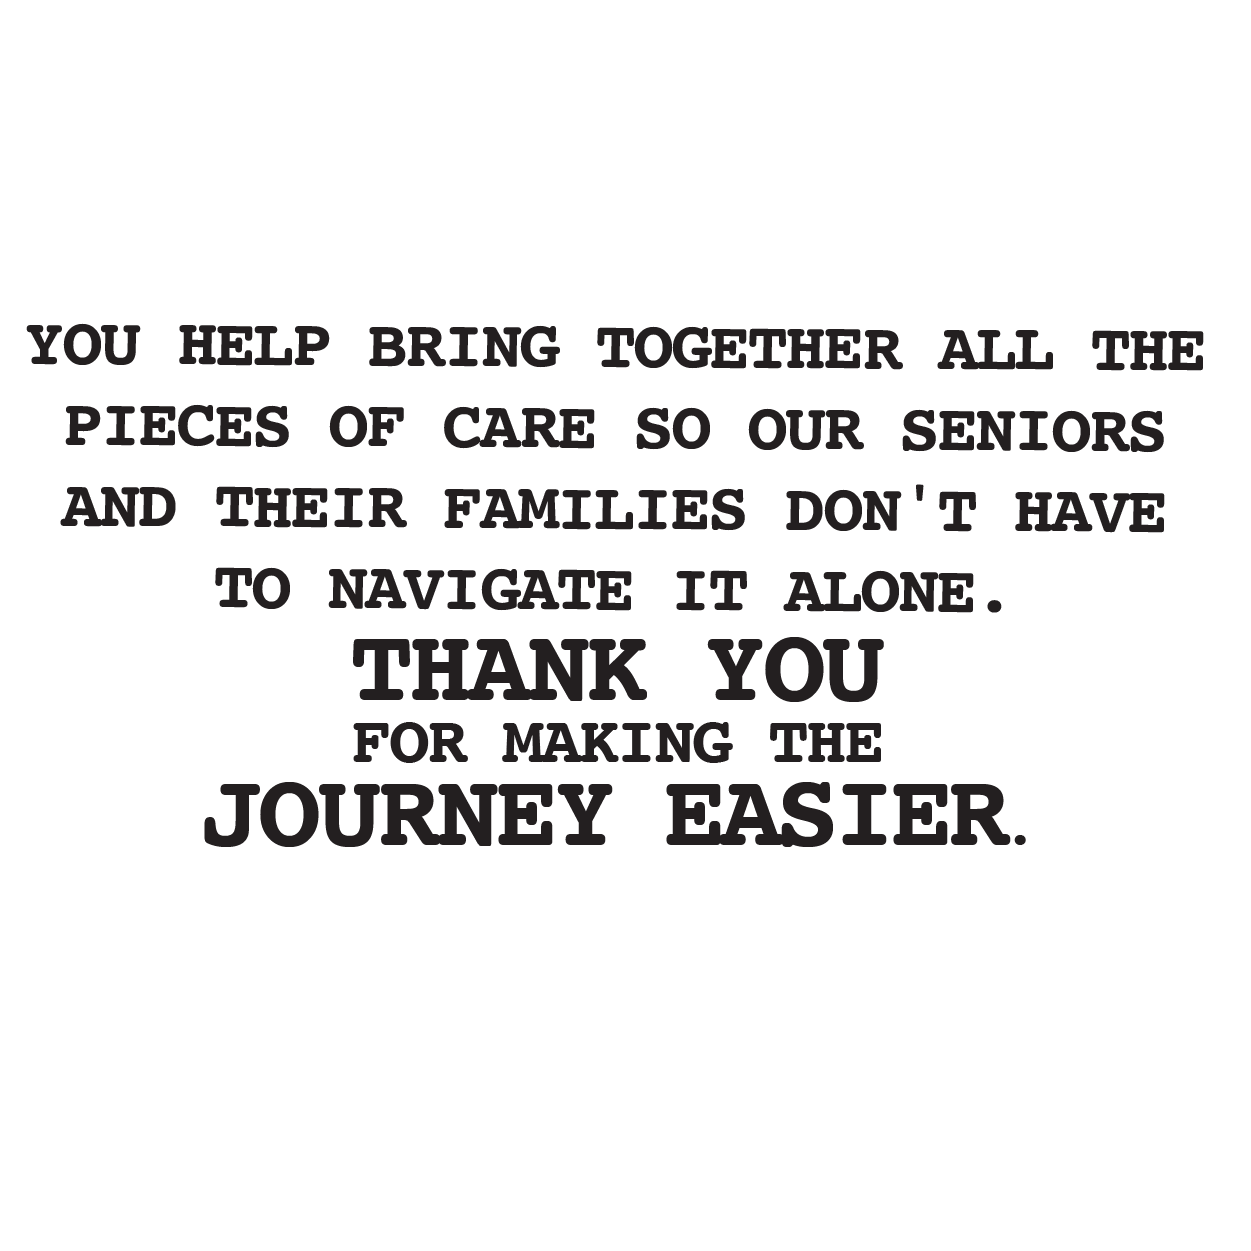 YOU HELP BRING TOGETHER ALL THE
PIECES OF CARE SO OUR SENIORS
AND THEIR FAMILIES DON'T HAVE
TO NAVIGATE IT ALONE.
THANK YOU
FOR MAKING THE
JOURNEY EASIER.